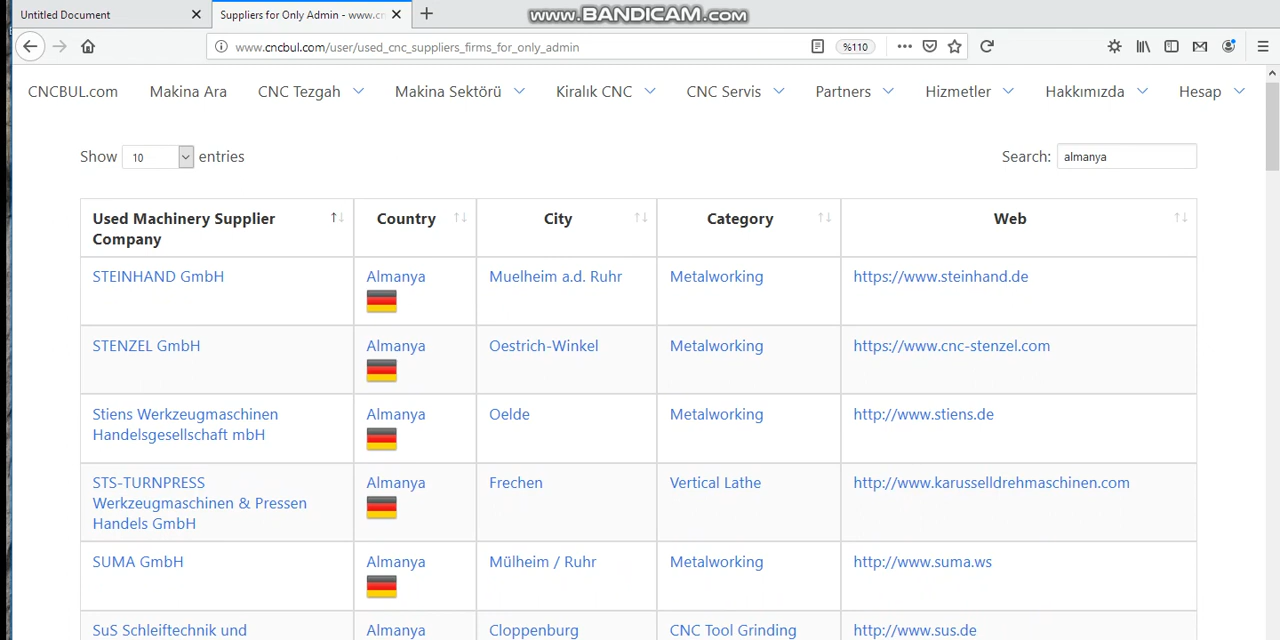 Untitled Document
Suppliers for Only Admin - www.cn
www.BANDICAM.com
www.cncbul.com/user/used_cnc_suppliers_firms_for_only_admin
%110
CNCBUL.com Makina Ara CNC Tezgah Makina Sektörü Kiralık CNC CNC Servis Partners Hizmetler Hakkımızda Hesap
Show 10 entries Search: almanya
Used Machinery Supplier Company Country City Category Web
STEINHAND GmbH Almanya Muelheim a.d. Ruhr Metalworking https://www.steinhand.de
STENZEL GmbH Almanya Oestrich-Winkel Metalworking https://www.cnc-stenzel.com
Stiens Werkzeugmaschinen Handelsgesellschaft mbH Almanya Oelde Metalworking http://www.stiens.de
STS-TURNPRESS Werkzeugmaschinen & Pressen Handels GmbH Almanya Frechen Vertical Lathe http://www.karusselldrehmaschinen.com
SUMA GmbH Almanya Mülheim / Ruhr Metalworking http://www.suma.ws
SuS Schleiftechnik und Almanya Cloppenburg CNC Tool Grinding http://www.sus.de